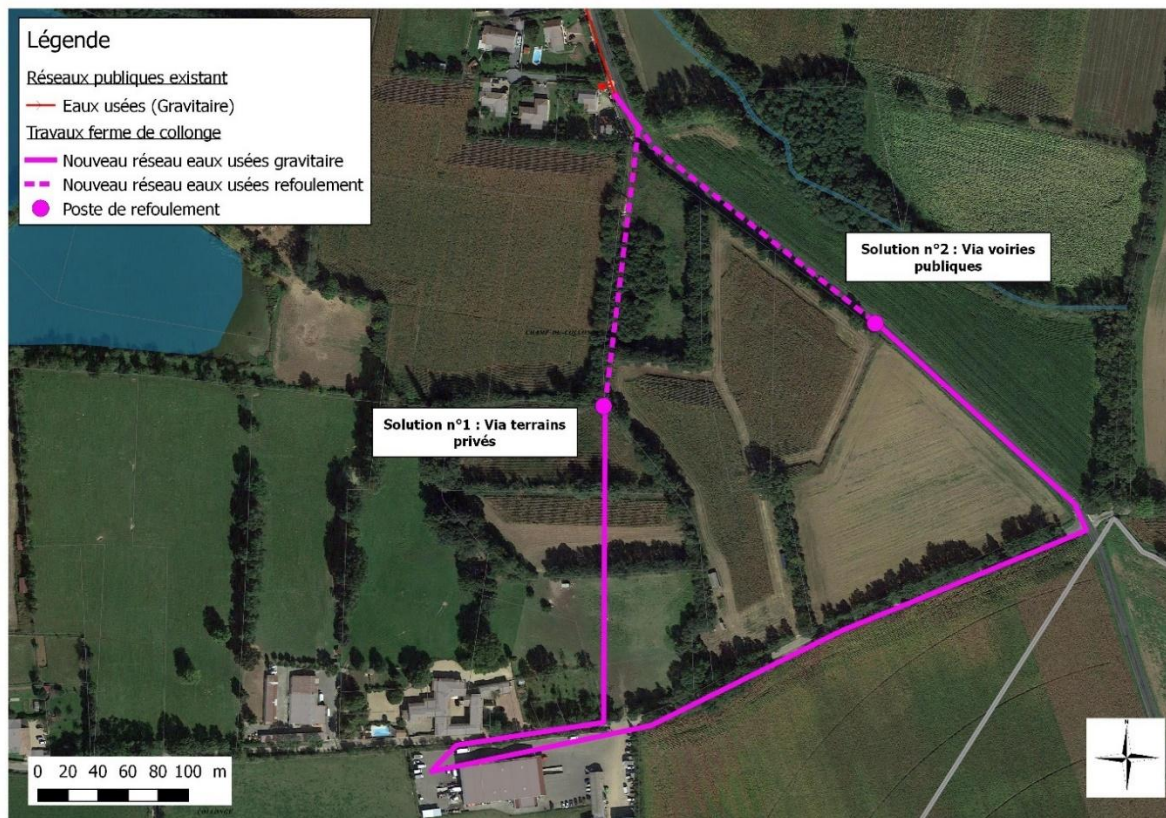 Légende
Réseaux publiques existant
Eaux usées (Gravitaire)
Travaux ferme de collonge
Nouveau réseau eaux usées gravitaire
Nouveau réseau eaux usées refoulement
Poste de refoulement
Solution n°2 : Via voiries
publiques
Solution n°1 : Via terrains
privés
N
0 20 40 60 80 100 m